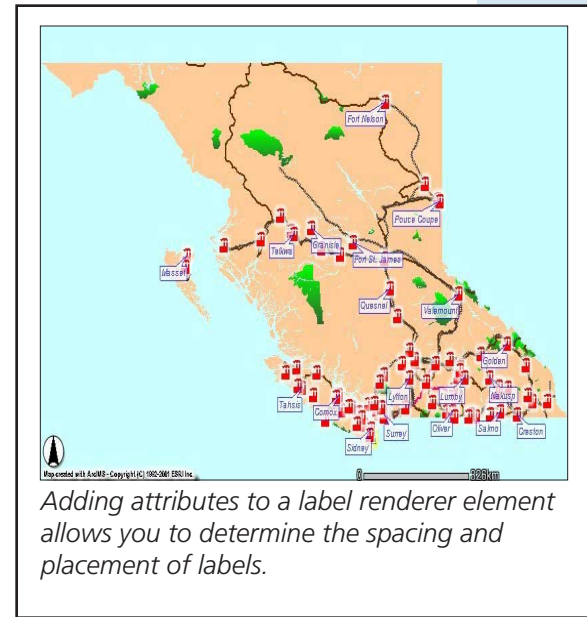 Fort Nelson
Pouce Coupe
Telkwa
Granisle
Fort St. James
Masset
Quesnel
Valemount
Golden
Tahsis
Comox
Lytton
Lumby
Nakusp
Sidney
Surrey
Oliver
Salmo
Creston
Map created with ArcIMS - Copyright (C) 1992-2001 ESRI Inc.
0 826km
Adding attributes to a label renderer element
allows you to determine the spacing and
placement of labels.